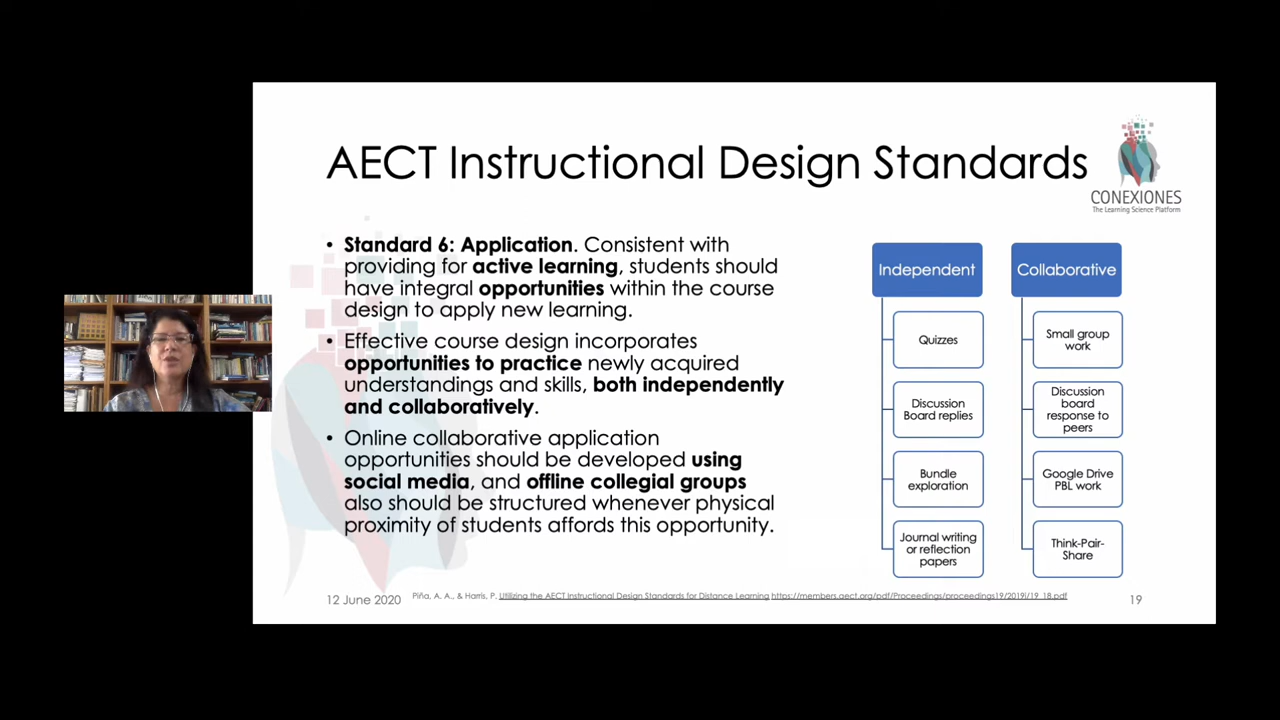 AECT Instructional Design Standards
CONEXIONES
The Learning Science Platform
• Standard 6: Application. Consistent with
providing for active learning, students should
have integral opportunities within the course
design to apply new learning.
• Effective course design incorporates
opportunities to practice newly acquired
understandings and skills, both independently
and collaboratively.
• Online collaborative application
opportunities should be developed using
social media, and offline collegial groups
also should be structured whenever physical
proximity of students affords this opportunity.
Independent
Quizzes
Discussion
Board replies
Bundle
exploration
Journal writing
or reflection
papers
Collaborative
Small group
work
Discussion
board
response to
peers
Google Drive
PBL work
Think-Pair-
Share
12 June 2020
Piña, A. A., & Harris, P. Utilizing the AECT Instructional Design Standards for Distance Learning https://members.aect.org/pdf/Proceedings/proceedings19/2019i/19_18.pdf
19